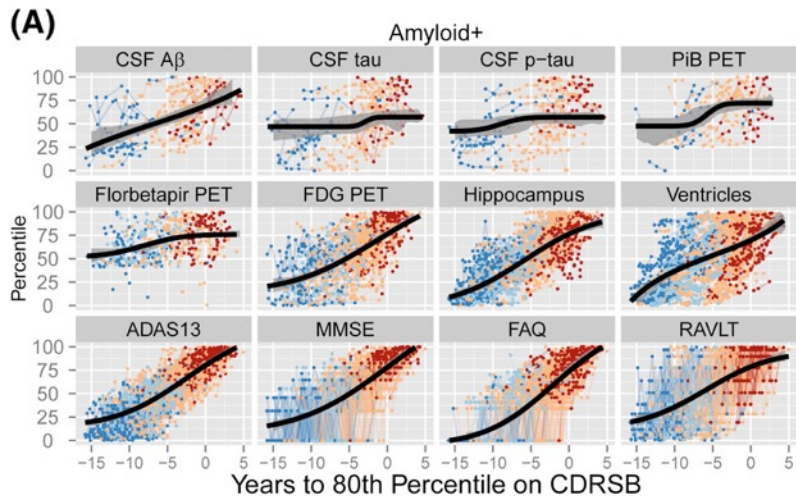 (A)
Amyloid+
CSF Aβ CSF tau CSF p−tau PiB PET
100
75
50
25
0
Florbetapir PET FDG PET Hippocampus Ventricles
100
75
50
25
0
Percentile
ADAS13 MMSE FAQ RAVLT
100
75
50
25
0
−15 −10 −5 0 5 −15 −10 −5 0 5 −15 −10 −5 0 5 −15 −10 −5 0 5
Years to 80th Percentile on CDRSB